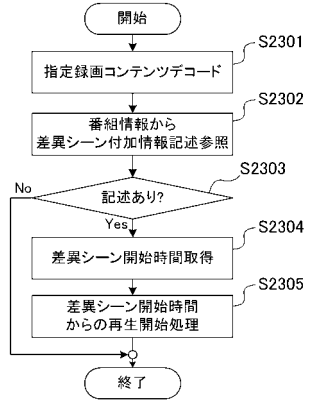 開始
S2301
指定録画コンテンツデコード
S2302
番組情報から
差異シーン付加情報記述参照
S2303
No
記述あり?
Yes
S2304
差異シーン開始時間取得
S2305
差異シーン開始時間
からの再生開始処理
終了